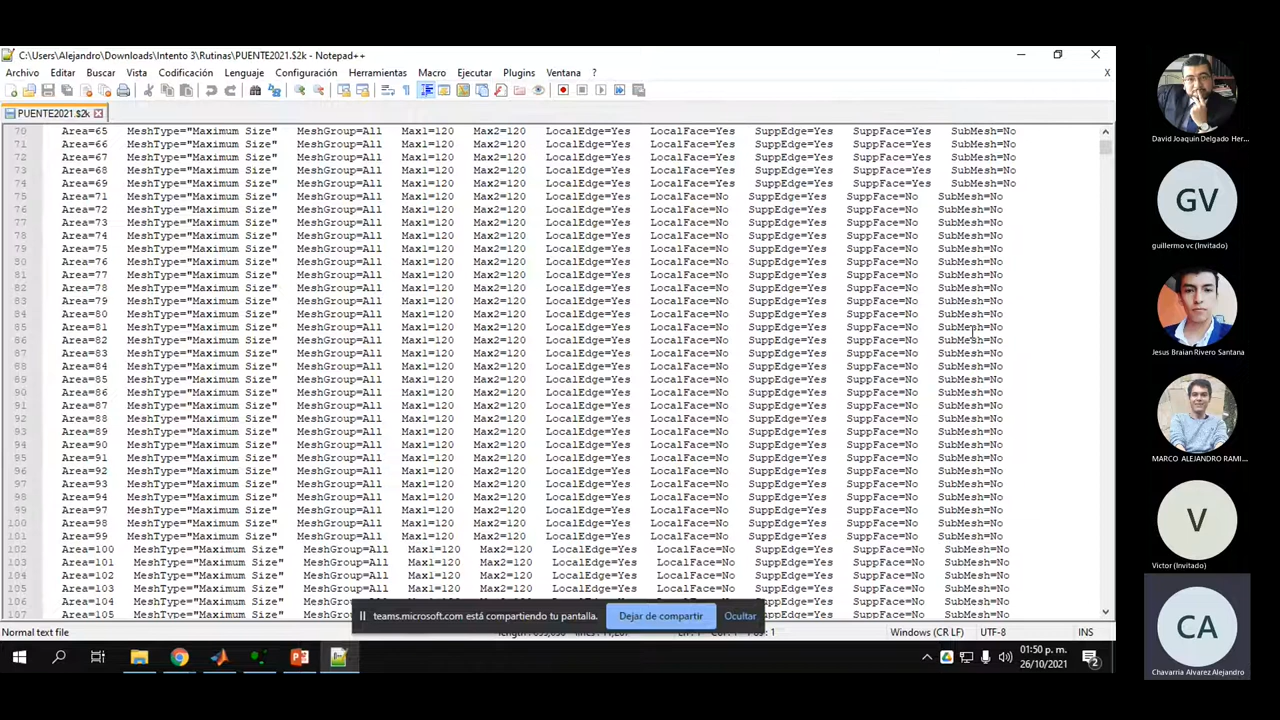 C:\Users\Alejandro\Downloads\Intento 3\Rutinas\PUENTE2021.$2k - Notepad++
Archivo Editar Buscar Vista Codificación Lenguaje Configuración Herramientas Macro Ejecutar Plugins Ventana ? X
PUENTE2021.$2k
70 Area=65 MeshType="Maximum Size" MeshGroup=All Max1=120 Max2=120 LocalEdge=Yes LocalFace=Yes SuppEdge=Yes SuppFace=Yes SubMesh=No
71 Area=66 MeshType="Maximum Size" MeshGroup=All Max1=120 Max2=120 LocalEdge=Yes LocalFace=Yes SuppEdge=Yes SuppFace=Yes SubMesh=No
72 Area=67 MeshType="Maximum Size" MeshGroup=All Max1=120 Max2=120 LocalEdge=Yes LocalFace=Yes SuppEdge=Yes SuppFace=Yes SubMesh=No
73 Area=68 MeshType="Maximum Size" MeshGroup=All Max1=120 Max2=120 LocalEdge=Yes LocalFace=Yes SuppEdge=Yes SuppFace=Yes SubMesh=No
74 Area=69 MeshType="Maximum Size" MeshGroup=All Max1=120 Max2=120 LocalEdge=Yes LocalFace=Yes SuppEdge=Yes SuppFace=Yes SubMesh=No
75 Area=71 MeshType="Maximum Size" MeshGroup=All Max1=120 Max2=120 LocalEdge=Yes LocalFace=No SuppEdge=Yes SuppFace=No SubMesh=No
76 Area=72 MeshType="Maximum Size" MeshGroup=All Max1=120 Max2=120 LocalEdge=Yes LocalFace=No SuppEdge=Yes SuppFace=No SubMesh=No
77 Area=73 MeshType="Maximum Size" MeshGroup=All Max1=120 Max2=120 LocalEdge=Yes LocalFace=No SuppEdge=Yes SuppFace=No SubMesh=No
78 Area=74 MeshType="Maximum Size" MeshGroup=All Max1=120 Max2=120 LocalEdge=Yes LocalFace=No SuppEdge=Yes SuppFace=No SubMesh=No
79 Area=75 MeshType="Maximum Size" MeshGroup=All Max1=120 Max2=120 LocalEdge=Yes LocalFace=No SuppEdge=Yes SuppFace=No SubMesh=No
80 Area=76 MeshType="Maximum Size" MeshGroup=All Max1=120 Max2=120 LocalEdge=Yes LocalFace=No SuppEdge=Yes SuppFace=No SubMesh=No
81 Area=77 MeshType="Maximum Size" MeshGroup=All Max1=120 Max2=120 LocalEdge=Yes LocalFace=No SuppEdge=Yes SuppFace=No SubMesh=No
82 Area=78 MeshType="Maximum Size" MeshGroup=All Max1=120 Max2=120 LocalEdge=Yes LocalFace=No SuppEdge=Yes SuppFace=No SubMesh=No
83 Area=79 MeshType="Maximum Size" MeshGroup=All Max1=120 Max2=120 LocalEdge=Yes LocalFace=No SuppEdge=Yes SuppFace=No SubMesh=No
84 Area=80 MeshType="Maximum Size" MeshGroup=All Max1=120 Max2=120 LocalEdge=Yes LocalFace=No SuppEdge=Yes SuppFace=No SubMesh=No
85 Area=81 MeshType="Maximum Size" MeshGroup=All Max1=120 Max2=120 LocalEdge=Yes LocalFace=No SuppEdge=Yes SuppFace=No SubMesh=No
86 Area=82 MeshType="Maximum Size" MeshGroup=All Max1=120 Max2=120 LocalEdge=Yes LocalFace=No SuppEdge=Yes SuppFace=No SubMesh=No
87 Area=83 MeshType="Maximum Size" MeshGroup=All Max1=120 Max2=120 LocalEdge=Yes LocalFace=No SuppEdge=Yes SuppFace=No SubMesh=No
88 Area=84 MeshType="Maximum Size" MeshGroup=All Max1=120 Max2=120 LocalEdge=Yes LocalFace=No SuppEdge=Yes SuppFace=No SubMesh=No
89 Area=85 MeshType="Maximum Size" MeshGroup=All Max1=120 Max2=120 LocalEdge=Yes LocalFace=No SuppEdge=Yes SuppFace=No SubMesh=No
90 Area=86 MeshType="Maximum Size" MeshGroup=All Max1=120 Max2=120 LocalEdge=Yes LocalFace=No SuppEdge=Yes SuppFace=No SubMesh=No
91 Area=87 MeshType="Maximum Size" MeshGroup=All Max1=120 Max2=120 LocalEdge=Yes LocalFace=No SuppEdge=Yes SuppFace=No SubMesh=No
92 Area=88 MeshType="Maximum Size" MeshGroup=All Max1=120 Max2=120 LocalEdge=Yes LocalFace=No SuppEdge=Yes SuppFace=No SubMesh=No
93 Area=89 MeshType="Maximum Size" MeshGroup=All Max1=120 Max2=120 LocalEdge=Yes LocalFace=No SuppEdge=Yes SuppFace=No SubMesh=No
94 Area=90 MeshType="Maximum Size" MeshGroup=All Max1=120 Max2=120 LocalEdge=Yes LocalFace=No SuppEdge=Yes SuppFace=No SubMesh=No
95 Area=91 MeshType="Maximum Size" MeshGroup=All Max1=120 Max2=120 LocalEdge=Yes LocalFace=No SuppEdge=Yes SuppFace=No SubMesh=No
96 Area=92 MeshType="Maximum Size" MeshGroup=All Max1=120 Max2=120 LocalEdge=Yes LocalFace=No SuppEdge=Yes SuppFace=No SubMesh=No
97 Area=93 MeshType="Maximum Size" MeshGroup=All Max1=120 Max2=120 LocalEdge=Yes LocalFace=No SuppEdge=Yes SuppFace=No SubMesh=No
98 Area=94 MeshType="Maximum Size" MeshGroup=All Max1=120 Max2=120 LocalEdge=Yes LocalFace=No SuppEdge=Yes SuppFace=No SubMesh=No
99 Area=97 MeshType="Maximum Size" MeshGroup=All Max1=120 Max2=120 LocalEdge=Yes LocalFace=No SuppEdge=Yes SuppFace=No SubMesh=No
100 Area=98 MeshType="Maximum Size" MeshGroup=All Max1=120 Max2=120 LocalEdge=Yes LocalFace=No SuppEdge=Yes SuppFace=No SubMesh=No
101 Area=99 MeshType="Maximum Size" MeshGroup=All Max1=120 Max2=120 LocalEdge=Yes LocalFace=No SuppEdge=Yes SuppFace=No SubMesh=No
102 Area=100 MeshType="Maximum Size" MeshGroup=All Max1=120 Max2=120 LocalEdge=Yes LocalFace=No SuppEdge=Yes SuppFace=No SubMesh=No
103 Area=101 MeshType="Maximum Size" MeshGroup=All Max1=120 Max2=120 LocalEdge=Yes LocalFace=No SuppEdge=Yes SuppFace=No SubMesh=No
104 Area=102 MeshType="Maximum Size" MeshGroup=All Max1=120 Max2=120 LocalEdge=Yes LocalFace=No SuppEdge=Yes SuppFace=No SubMesh=No
105 Area=103 MeshType="Maximum Size" MeshGroup=All Max1=120 Max2=120 LocalEdge=Yes LocalFace=No SuppEdge=Yes SuppFace=No SubMesh=No
106 Area=104 MeshType="Maximum Size" SuppFace=No SubMesh=No
107 Area=105 MeshType="Maximum Size" SuppFace=No SubMesh=No
teams.microsoft.com está compartiendo tu pantalla. Dejar de compartir Ocultar
Normal text file Windows (CR LF) UTF-8 INS
01:50 p. m.
26/10/2021
2
David Joaquin Delgado Her...
GV
guillermo vc (Invitado)
Jesus Braian Rivero Santana
MARCO ALEJANDRO RAMI...
V
Victor (Invitado)
CA
Chavarria Alvarez Alejandro